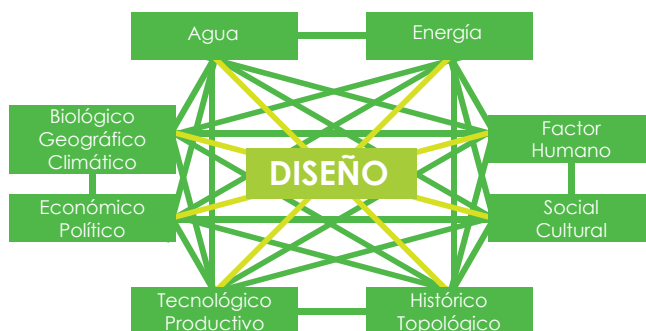 Agua
Energía
Biológico
Geográfico
Climático
Factor
Humano
DISEÑO
Económico
Político
Social
Cultural
Tecnológico
Productivo
Histórico
Topológico